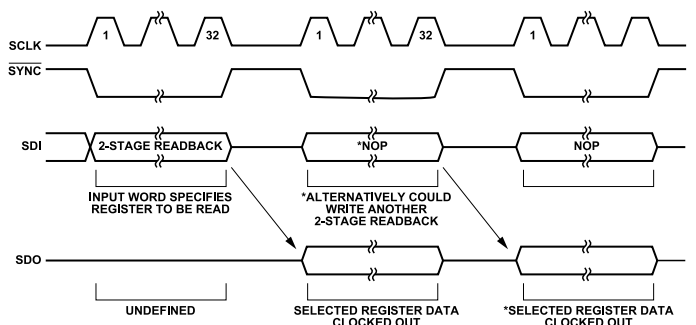 SCLK
1
32
1
32
1
SYNC
SDI
2-STAGE READBACK
*NOP
NOP
INPUT WORD SPECIFIES
REGISTER TO BE READ
*ALTERNATIVELY COULD
WRITE ANOTHER
2-STAGE READBACK
SDO
UNDEFINED
SELECTED REGISTER DATA
CLOCKED OUT
*SELECTED REGISTER DATA
CLOCKED OUT